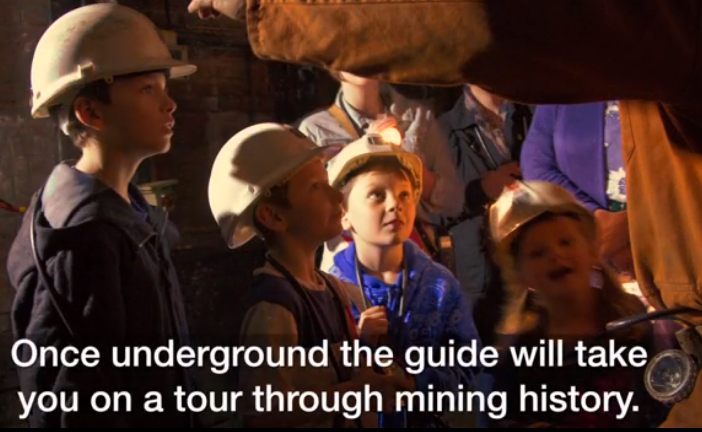 Once underground the guide will take
you on a tour through mining history.